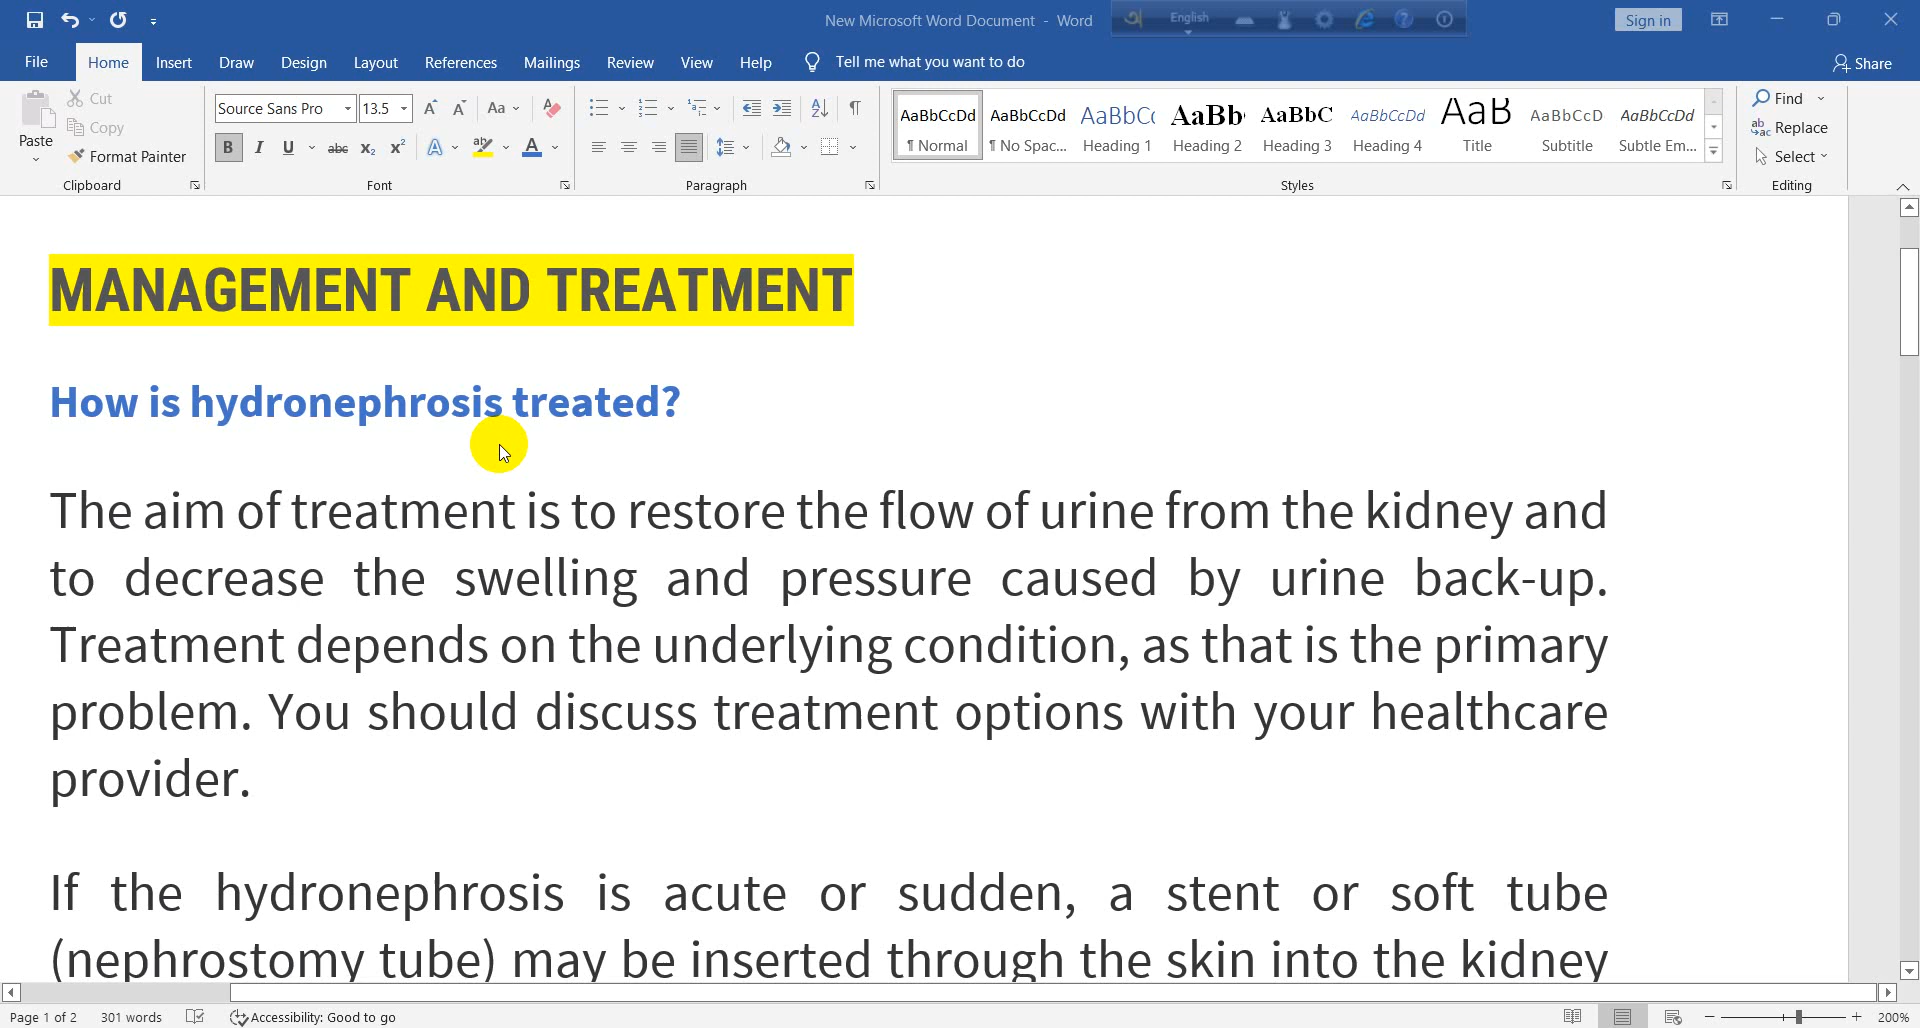 New Microsoft Word Document - Word
English
Sign in
File Home Insert Draw Design Layout References Mailings Review View Help Tell me what you want to do Share
Paste
Cut
Copy
Format Painter
Clipboard
Source Sans Pro 13.5 Aa
B I U abc x₂ x² A A
Font
Paragraph
AaBbCcDd AaBbCcDd AaBbCc AaBb AaBbC AaBbCcDd AaB AaBbCcD AaBbCcDd
¶ Normal ¶ No Spac... Heading 1 Heading 2 Heading 3 Heading 4 Title Subtitle Subtle Em...
Styles
Find
Replace
Select
Editing
MANAGEMENT AND TREATMENT
How is hydronephrosis treated?
The aim of treatment is to restore the flow of urine from the kidney and
to decrease the swelling and pressure caused by urine back-up.
Treatment depends on the underlying condition, as that is the primary
problem. You should discuss treatment options with your healthcare
provider.
If the hydronephrosis is acute or sudden, a stent or soft tube
(nephrostomy tube) may be inserted through the skin into the kidney
Page 1 of 2 301 words Accessibility: Good to go 200%